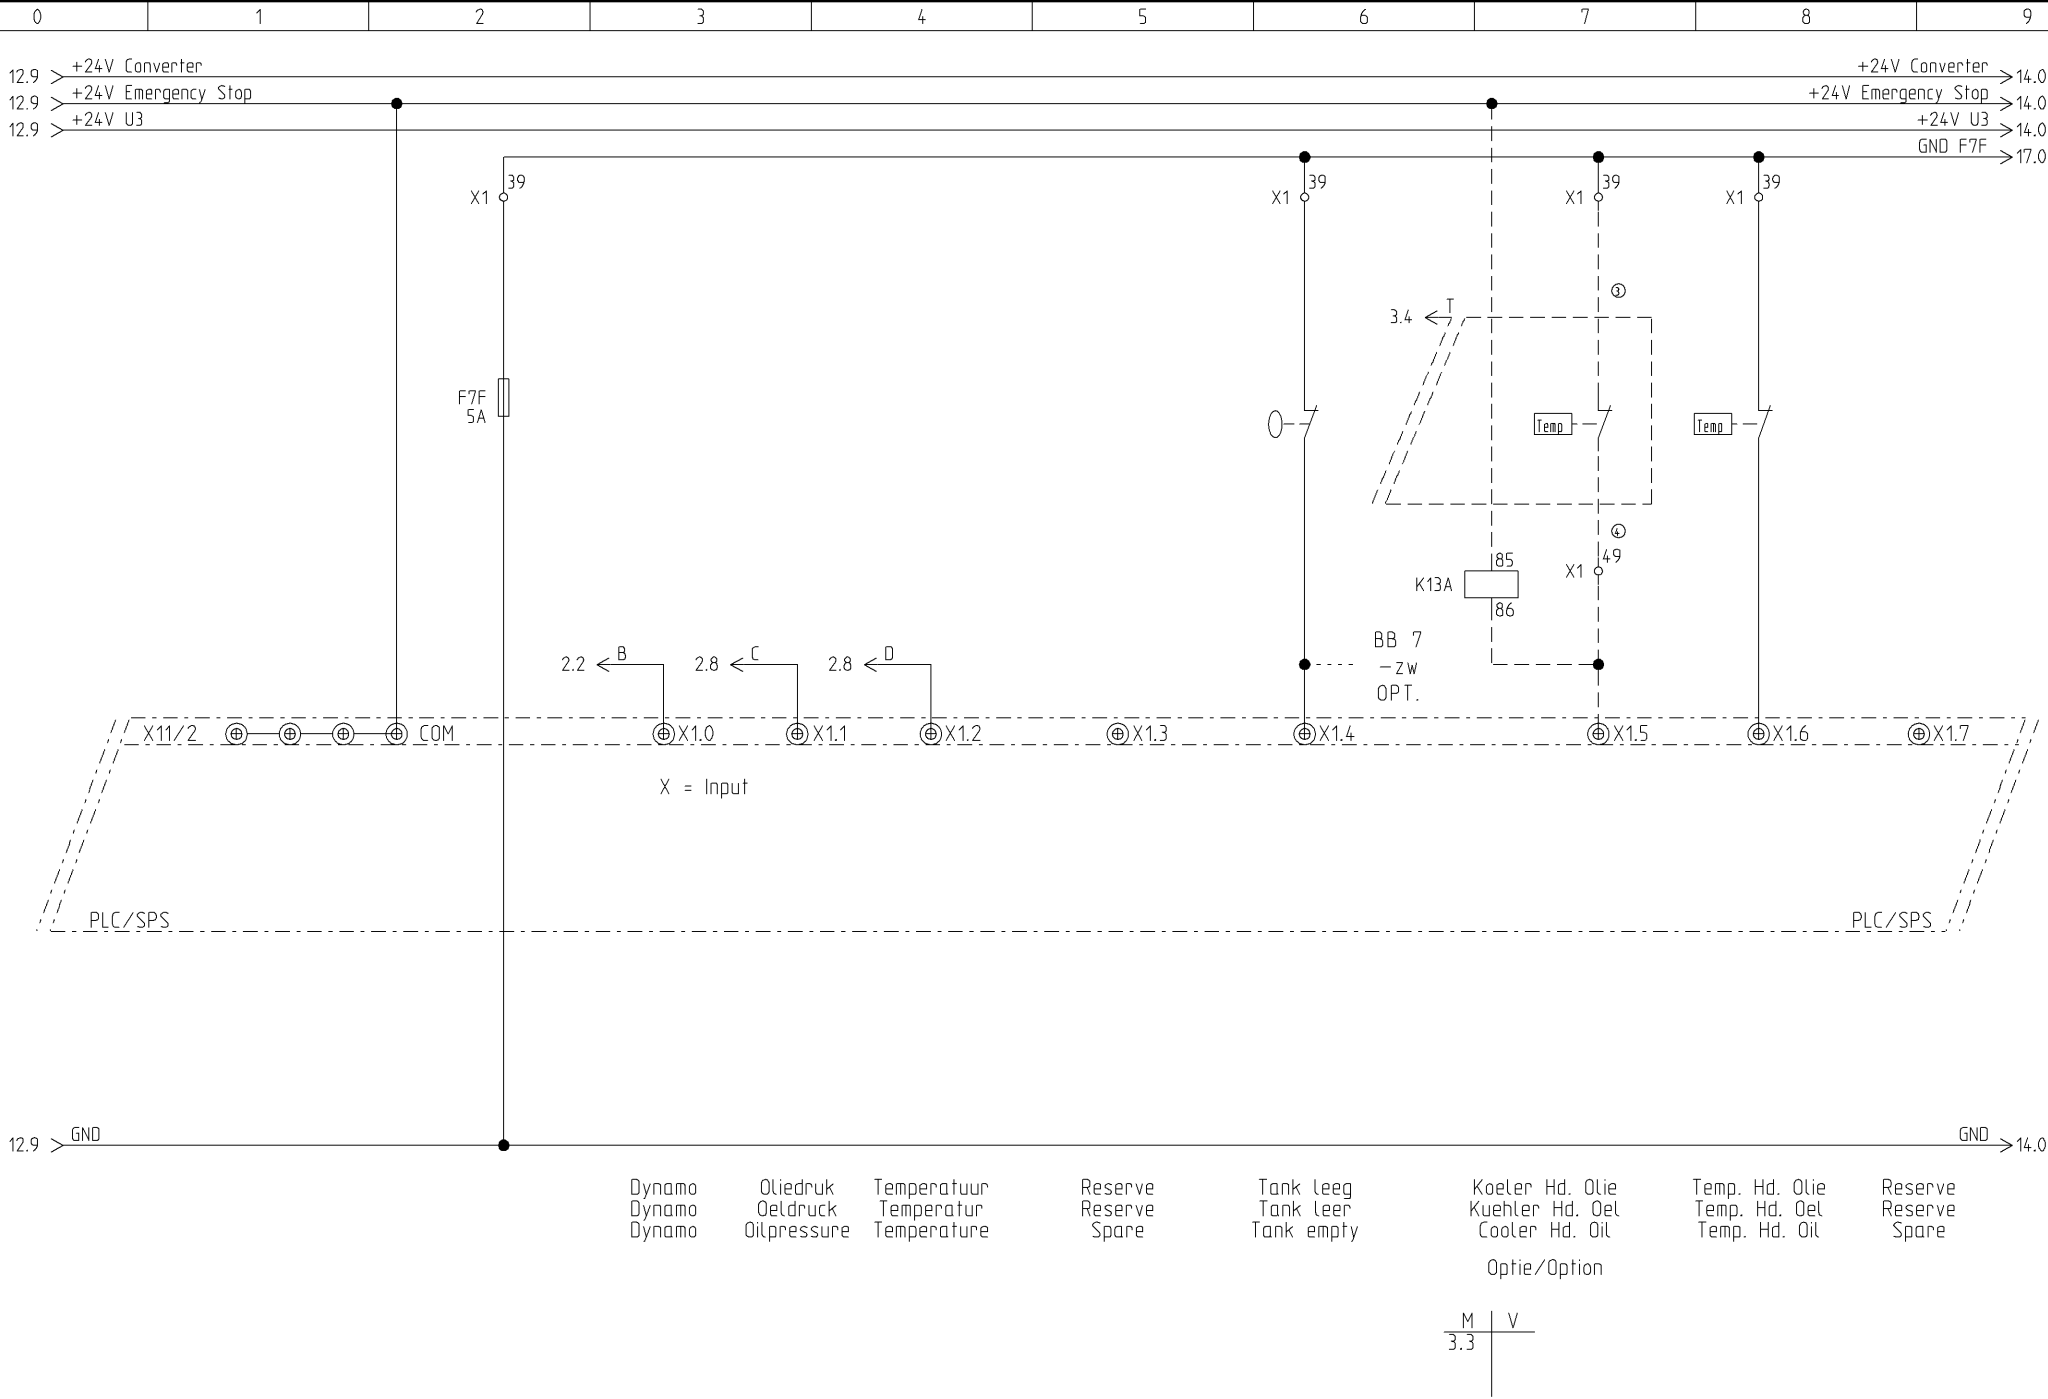 0 1 2 3 4 5 6 7 8 9
12.9 +24V Converter +24V Converter 14.0
12.9 +24V Emergency Stop +24V Emergency Stop 14.0
12.9 +24V U3 +24V U3 14.0
GND F7F 17.0
39 39 39 39
X1 X1 X1 X1
3
T
3.4
F7F
5A
Temp Temp
4
85 49
K13A X1
86
BB 7
-zw
OPT.
2.2 B 2.8 C 2.8 D
X11/2 COM X1.0 X1.1 X1.2 X1.3 X1.4 X1.5 X1.6 X1.7
X = Input
PLC/SPS PLC/SPS
12.9 GND GND 14.0
Dynamo Oliedruk Temperatuur Reserve Tank leeg Koeler Hd. Olie Temp. Hd. Olie Reserve
Dynamo Oeldruck Temperatur Reserve Tank leer Kuehler Hd. Oel Temp. Hd. Oel Reserve
Dynamo Oilpressure Temperature Spare Tank empty Cooler Hd. Oil Temp. Hd. Oil Spare
Optie/Option
M V
3.3